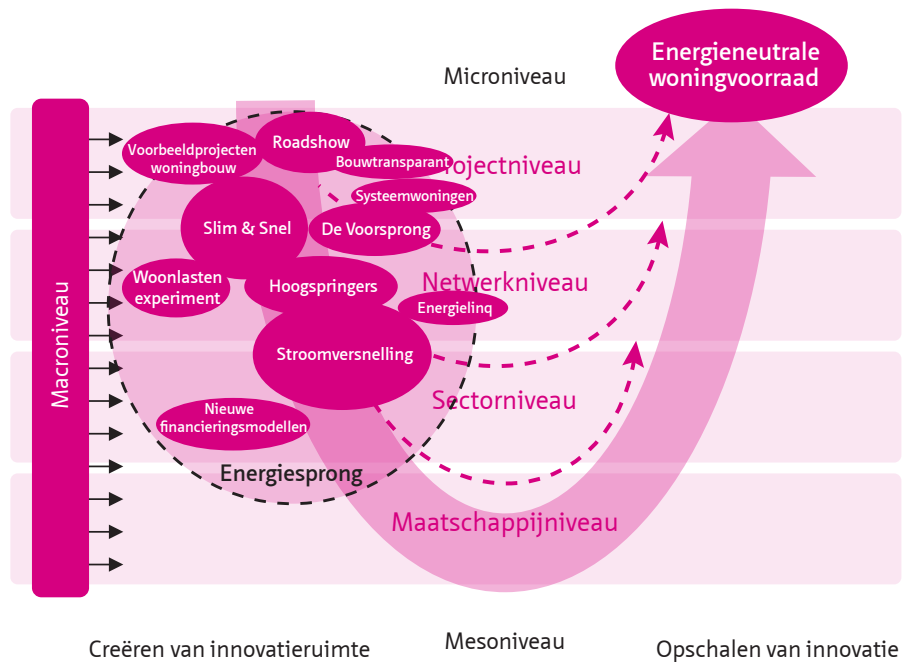 Energieneutrale
woningvoorraad
Microniveau
Roadshow
Voorbeeldprojecten
woningbouw
Bouwtransparant
rojectniveau
Systeemwoningen
Slim & Snel
De Voorsprong
Woonlasten
experiment
Hoogspringers
Netwerkniveau
Energielinq
Macroniveau
Stroomversnelling
Sectorniveau
Nieuwe
financieringsmodellen
Energiesprong
Maatschappijniveau
Mesoniveau
Creëren van innovatieruimte
Opschalen van innovatie